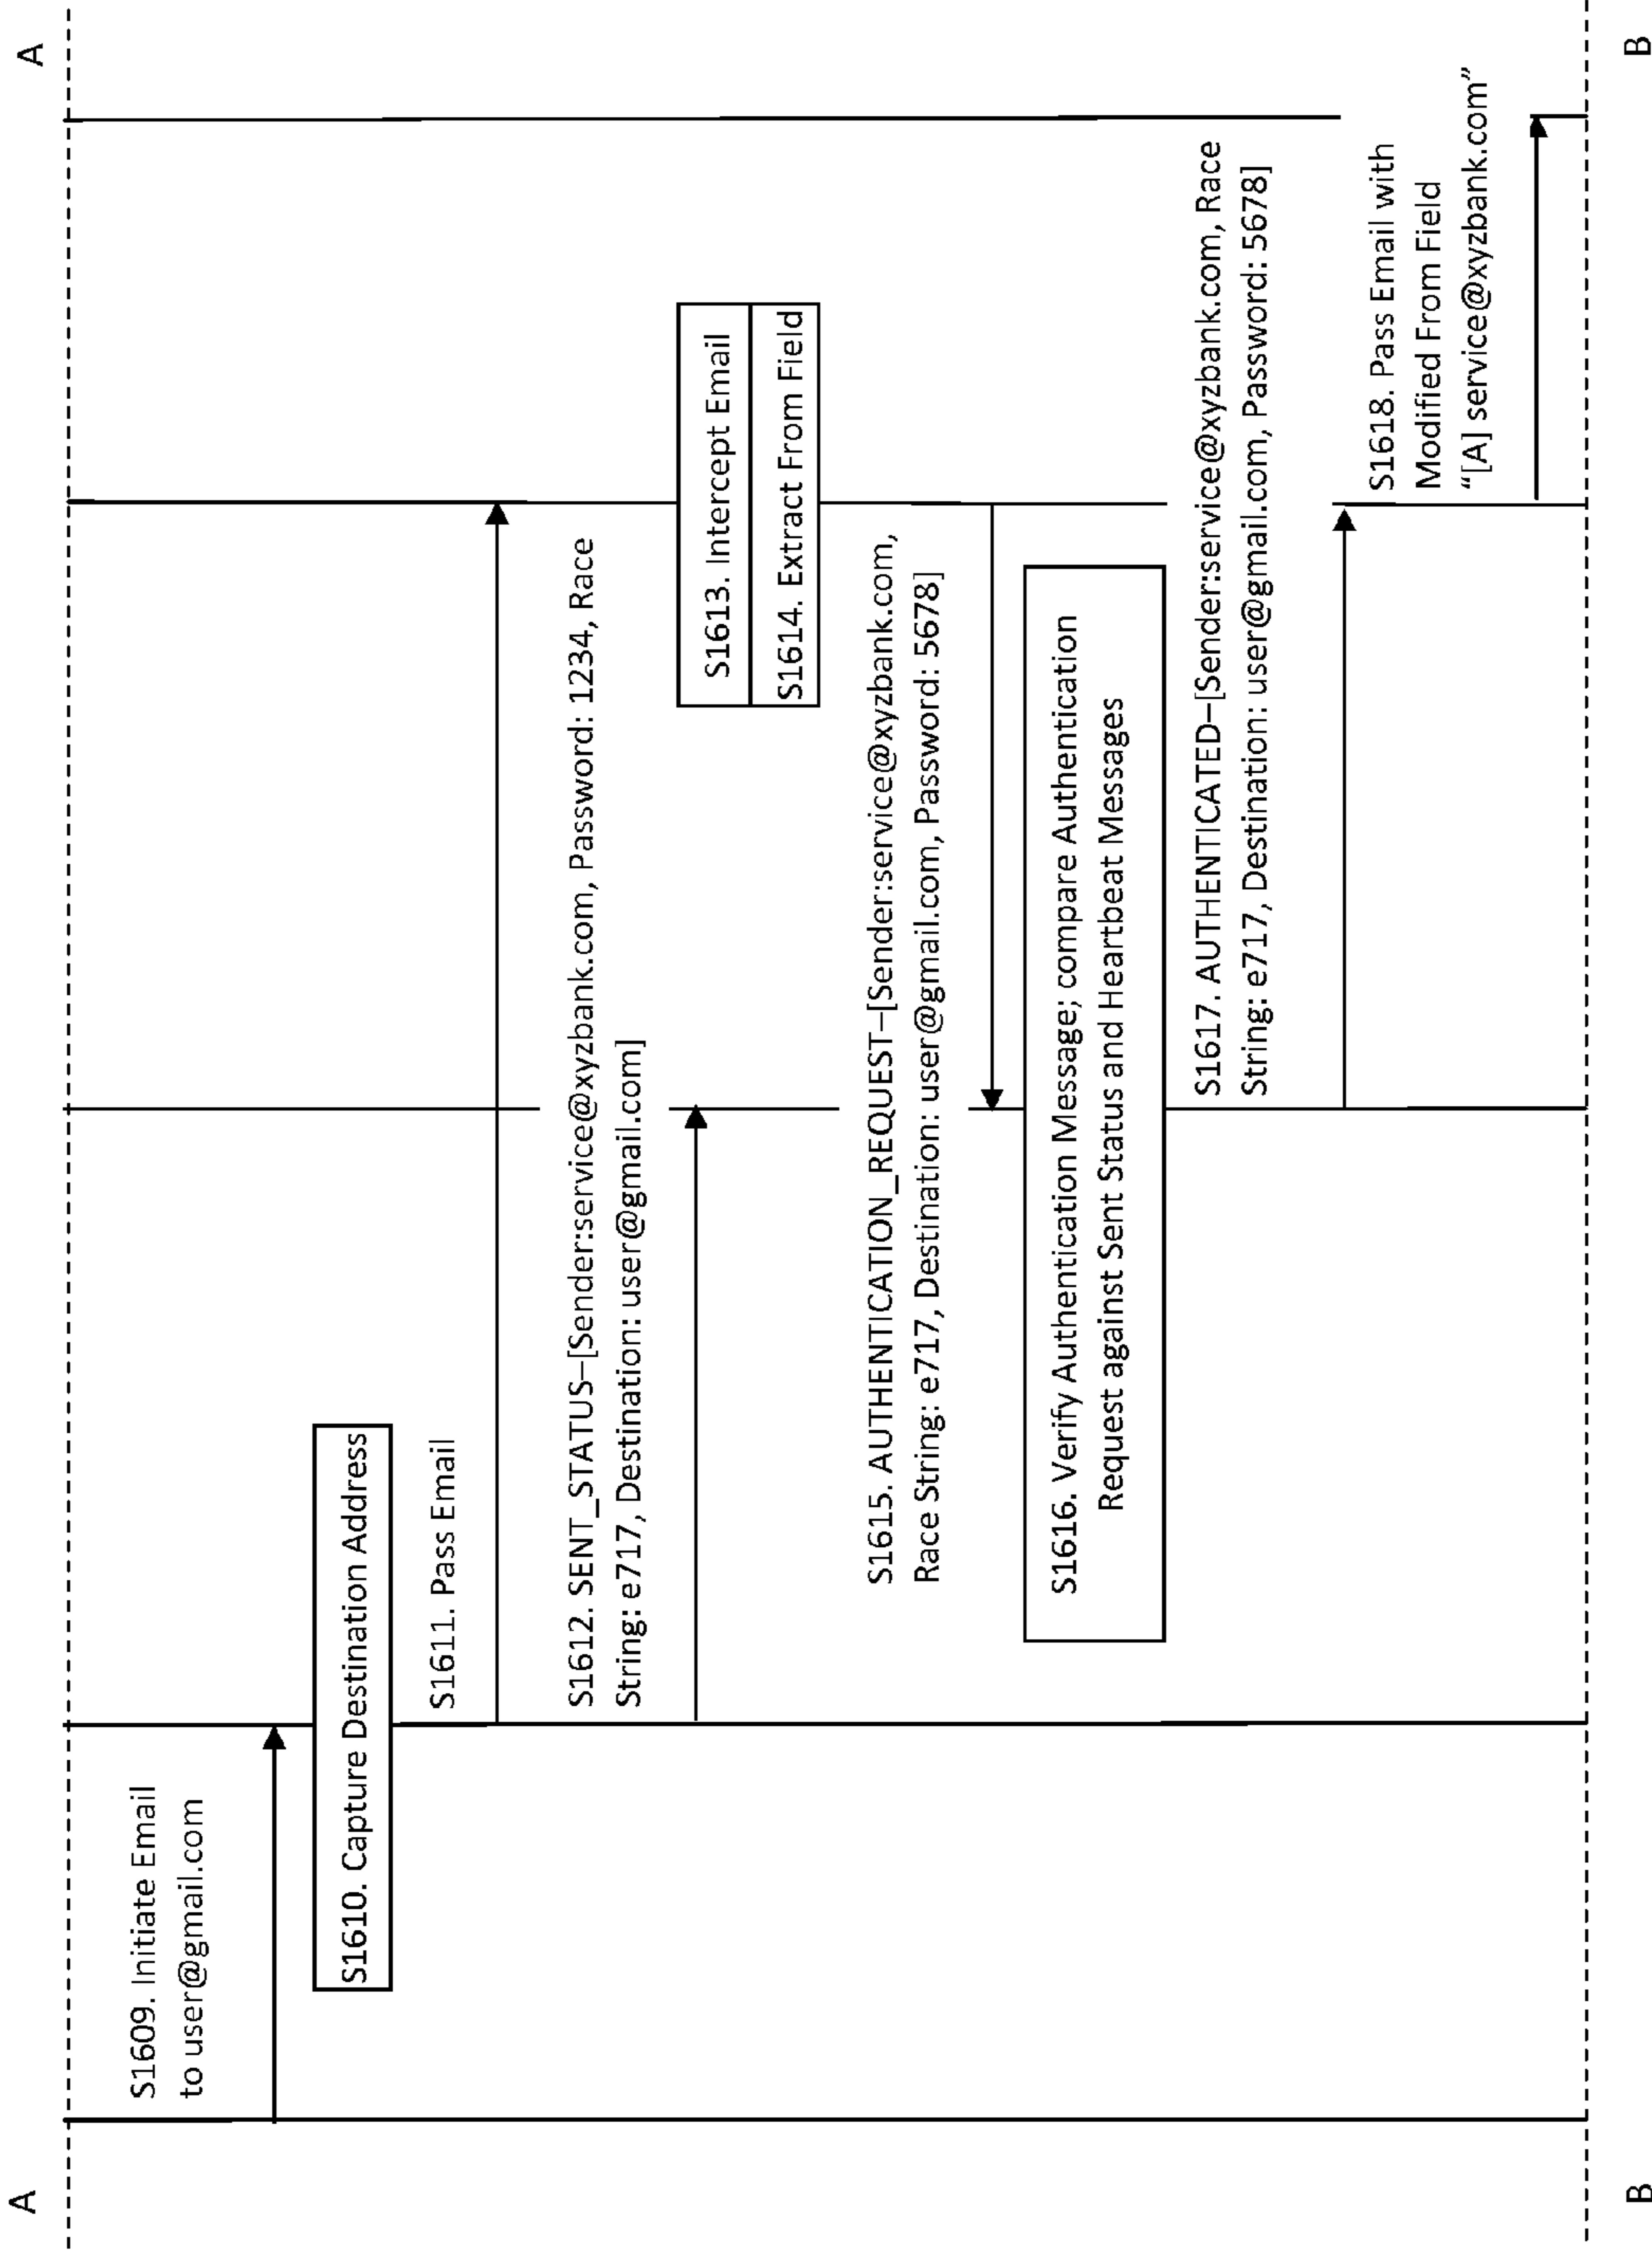 A
A
S1609. Initiate Email
to user@gmail.com
S1610. Capture Destination Address
S1611. Pass Email
S1612. SENT_STATUS–[Sender:service@xyzbank.com, Password: 1234, Race
String: e717, Destination: user@gmail.com]
S1613. Intercept Email
S1614. Extract From Field
S1615. AUTHENTICATION_REQUEST–[Sender:service@xyzbank.com,
Race String: e717, Destination: user@gmail.com, Password: 5678]
S1616. Verify Authentication Message; compare Authentication
Request against Sent Status and Heartbeat Messages
S1617. AUTHENTICATED–[Sender:service@xyzbank.com, Race
String: e717, Destination: user@gmail.com, Password: 5678]
S1618. Pass Email with
Modified From Field
“[A] service@xyzbank.com”
B
B